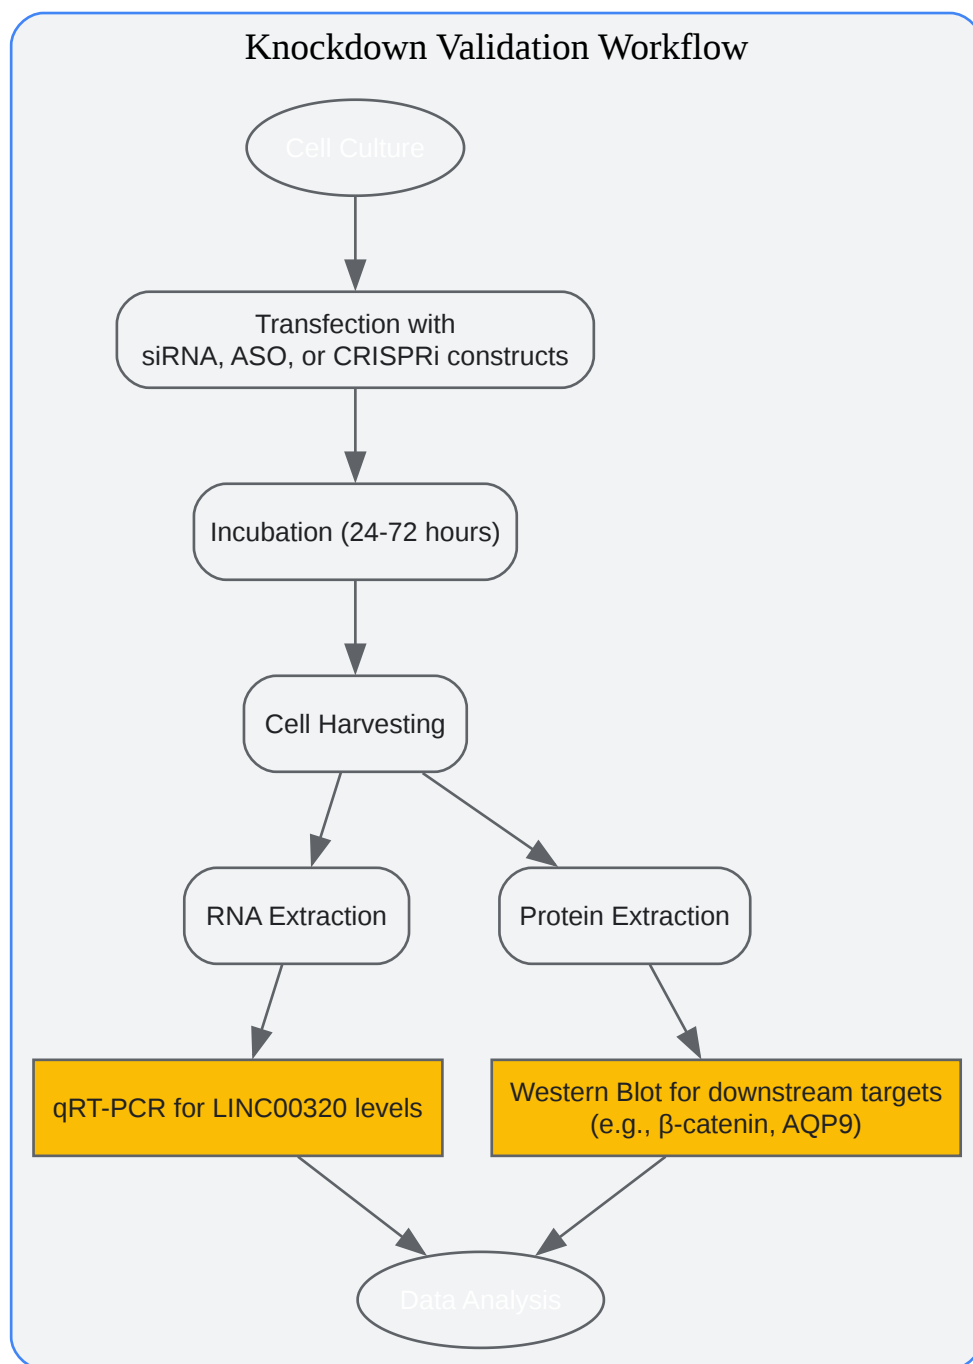 Knockdown Validation Workflow
Cell Culture
Transfection with
siRNA, ASO, or CRISPRi constructs
Incubation (24-72 hours)
Cell Harvesting
RNA Extraction
Protein Extraction
qRT-PCR for LINC00320 levels
Western Blot for downstream targets
(e.g., β-catenin, AQP9)
Data Analysis